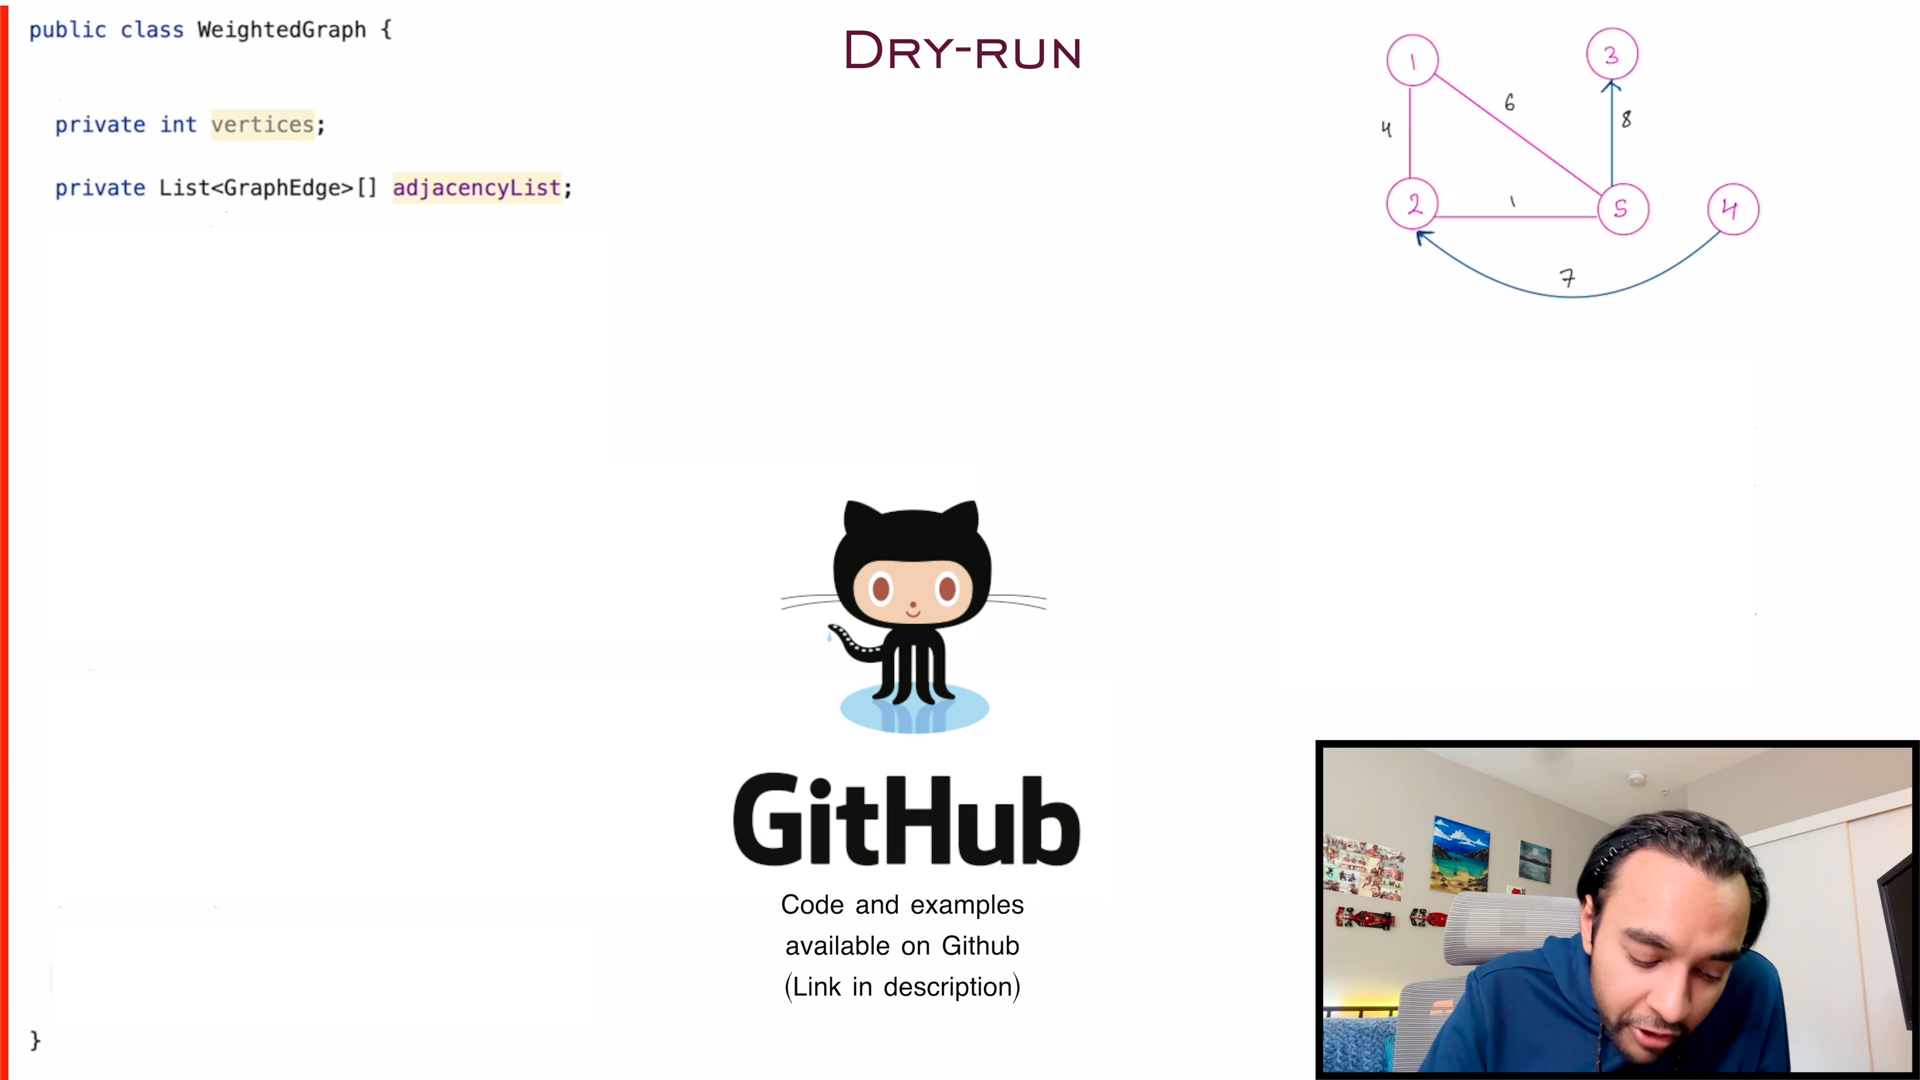 public class WeightedGraph {
private int vertices;
private List<GraphEdge>[] adjacencyList;
}
DRY-RUN
1
3
6
4
8
2
1
5
4
7
GitHub
Code and examples
available on Github
(Link in description)